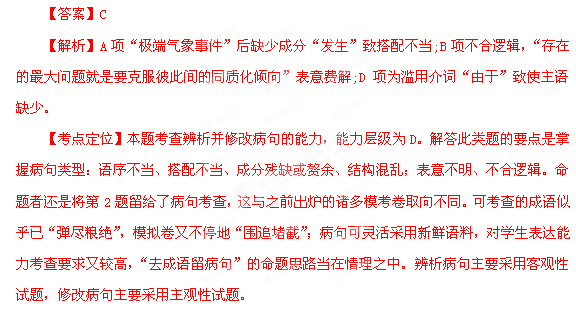 【答案】C
【解析】A 项“极端气象事件”后缺少成分“发生”致搭配不当;B 项不合逻辑,“存在
的最大问题就是要克服彼此间的同质化倾向”表意费解;D 项为滥用介词“由于”致使主语
缺少。
【考点定位】本题考查辨析并修改病句的能力，能力层级为 D。解答此类题的要点是掌
握病句类型：语序不当、搭配不当、成分残缺或赘余、结构混乱；表意不明、不合逻辑。命
题者还是将第 2 题留给了病句考查，这与之前出炉的诸多模考卷取向不同。可考查的成语似
乎已“弹尽粮绝”，模拟卷又不停地“围追堵截”；病句可灵活采用新鲜语料，对学生表达能
力考查要求又较高，“去成语留病句”的命题思路当在情理之中。辨析病句主要采用客观性
试题，修改病句主要采用主观性试题。